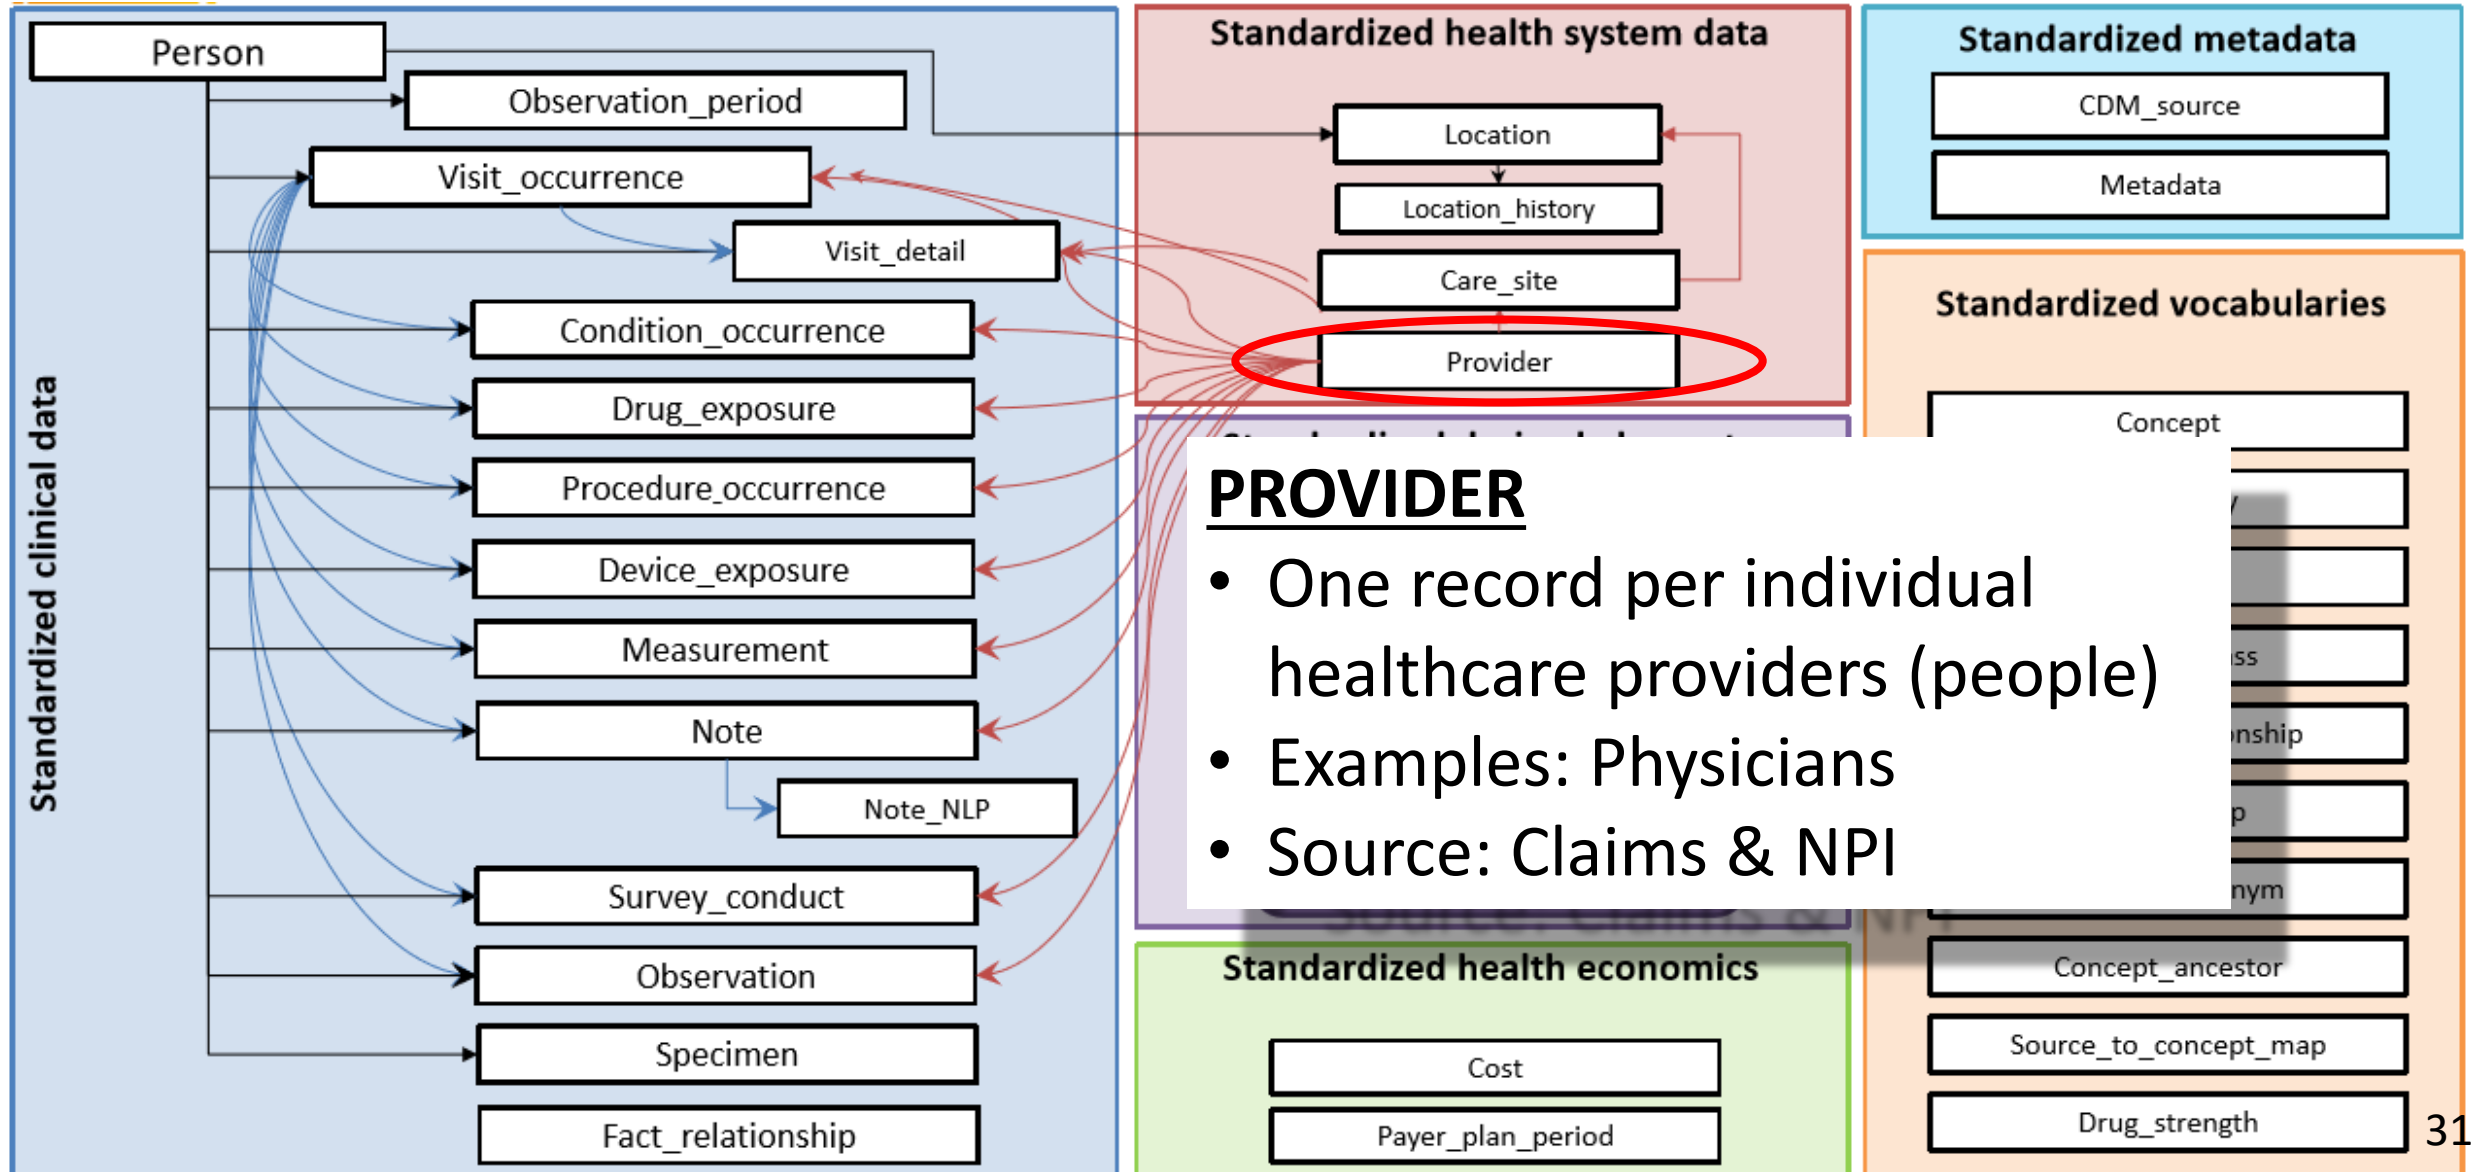 Standardized clinical data
Person
Observation_period
Visit_occurrence
Visit_detail
Condition_occurrence
Drug_exposure
Procedure_occurrence
Device_exposure
Measurement
Note
Note_NLP
Survey_conduct
Observation
Specimen
Fact_relationship
Standardized health system data
Location
Location_history
Care_site
Provider
PROVIDER
• One record per individual
healthcare providers (people)
• Examples: Physicians
• Source: Claims & NPI
Standardized health economics
Cost
Payer_plan_period
Standardized metadata
CDM_source
Metadata
Standardized vocabularies
Concept
Concept_ancestor
Source_to_concept_map
Drug_strength
31